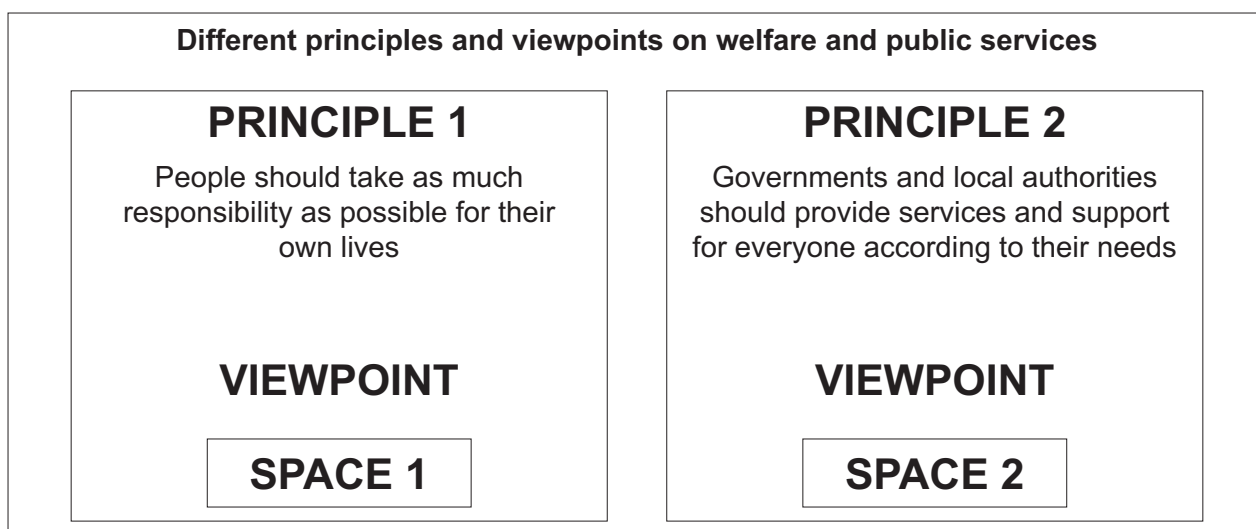 Different principles and viewpoints on welfare and public services
PRINCIPLE 1
People should take as much
responsibility as possible for their
own lives
VIEWPOINT
SPACE 1
PRINCIPLE 2
Governments and local authorities
should provide services and support
for everyone according to their needs
VIEWPOINT
SPACE 2